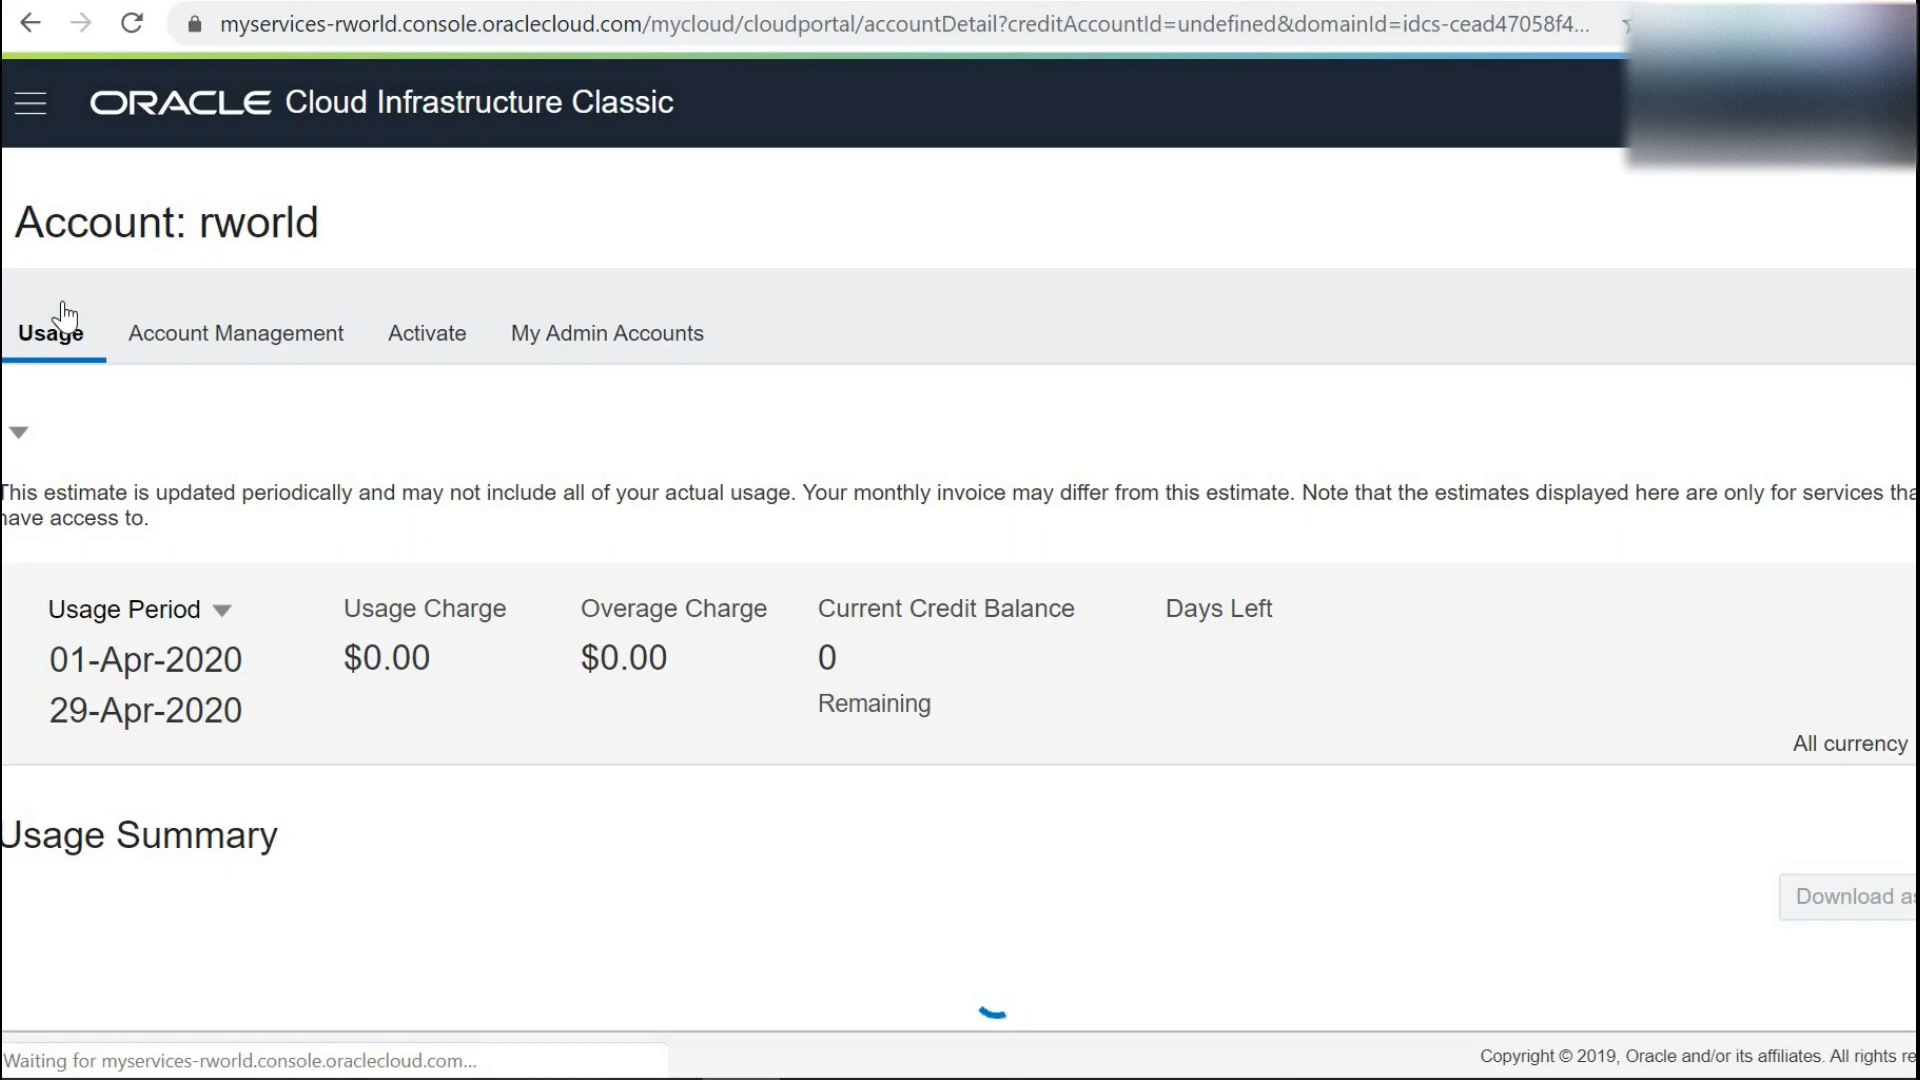 myservices-rworld.console.oraclecloud.com/mycloud/cloudportal/accountDetail?creditAccountId=undefined&domainId=idcs-cead47058f4...
ORACLE Cloud Infrastructure Classic
Account: rworld
Usage Account Management Activate My Admin Accounts
This estimate is updated periodically and may not include all of your actual usage. Your monthly invoice may differ from this estimate. Note that the estimates displayed here are only for services tha
have access to.
Usage Period Usage Charge Overage Charge Current Credit Balance Days Left
01-Apr-2020 $0.00 $0.00 0
29-Apr-2020 Remaining
All currency
Usage Summary
Download as
Waiting for myservices-rworld.console.oraclecloud.com...
Copyright © 2019, Oracle and/or its affiliates. All rights re